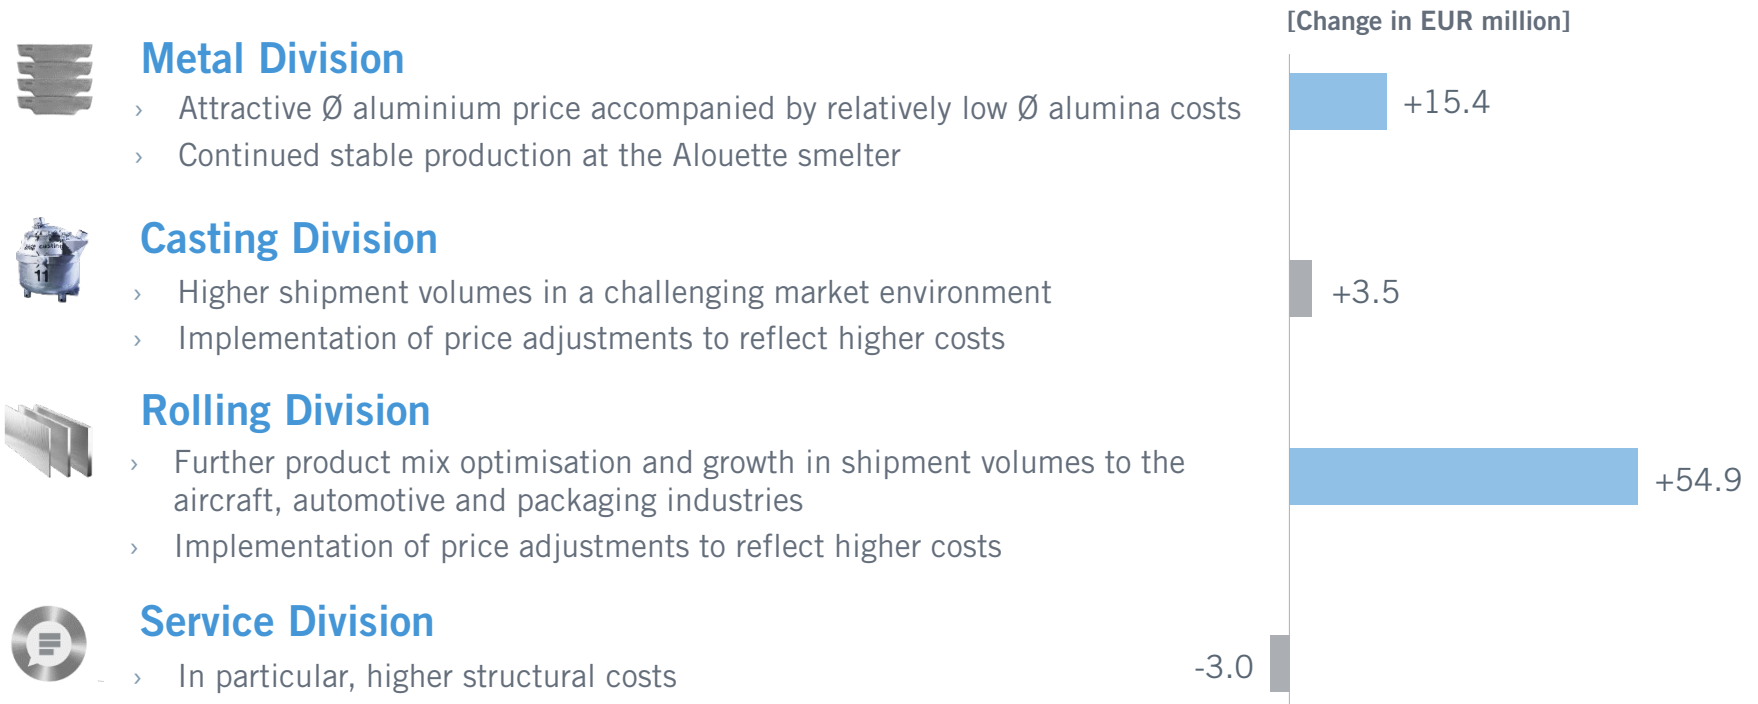 [Change in EUR million]
Metal Division
› Attractive Ø aluminium price accompanied by relatively low Ø alumina costs
+15.4
› Continued stable production at the Alouette smelter
Casting Division
11
› Higher shipment volumes in a challenging market environment
+3.5
› Implementation of price adjustments to reflect higher costs
Rolling Division
› Further product mix optimisation and growth in shipment volumes to the
aircraft, automotive and packaging industries
+54.9
› Implementation of price adjustments to reflect higher costs
Service Division
› In particular, higher structural costs
-3.0